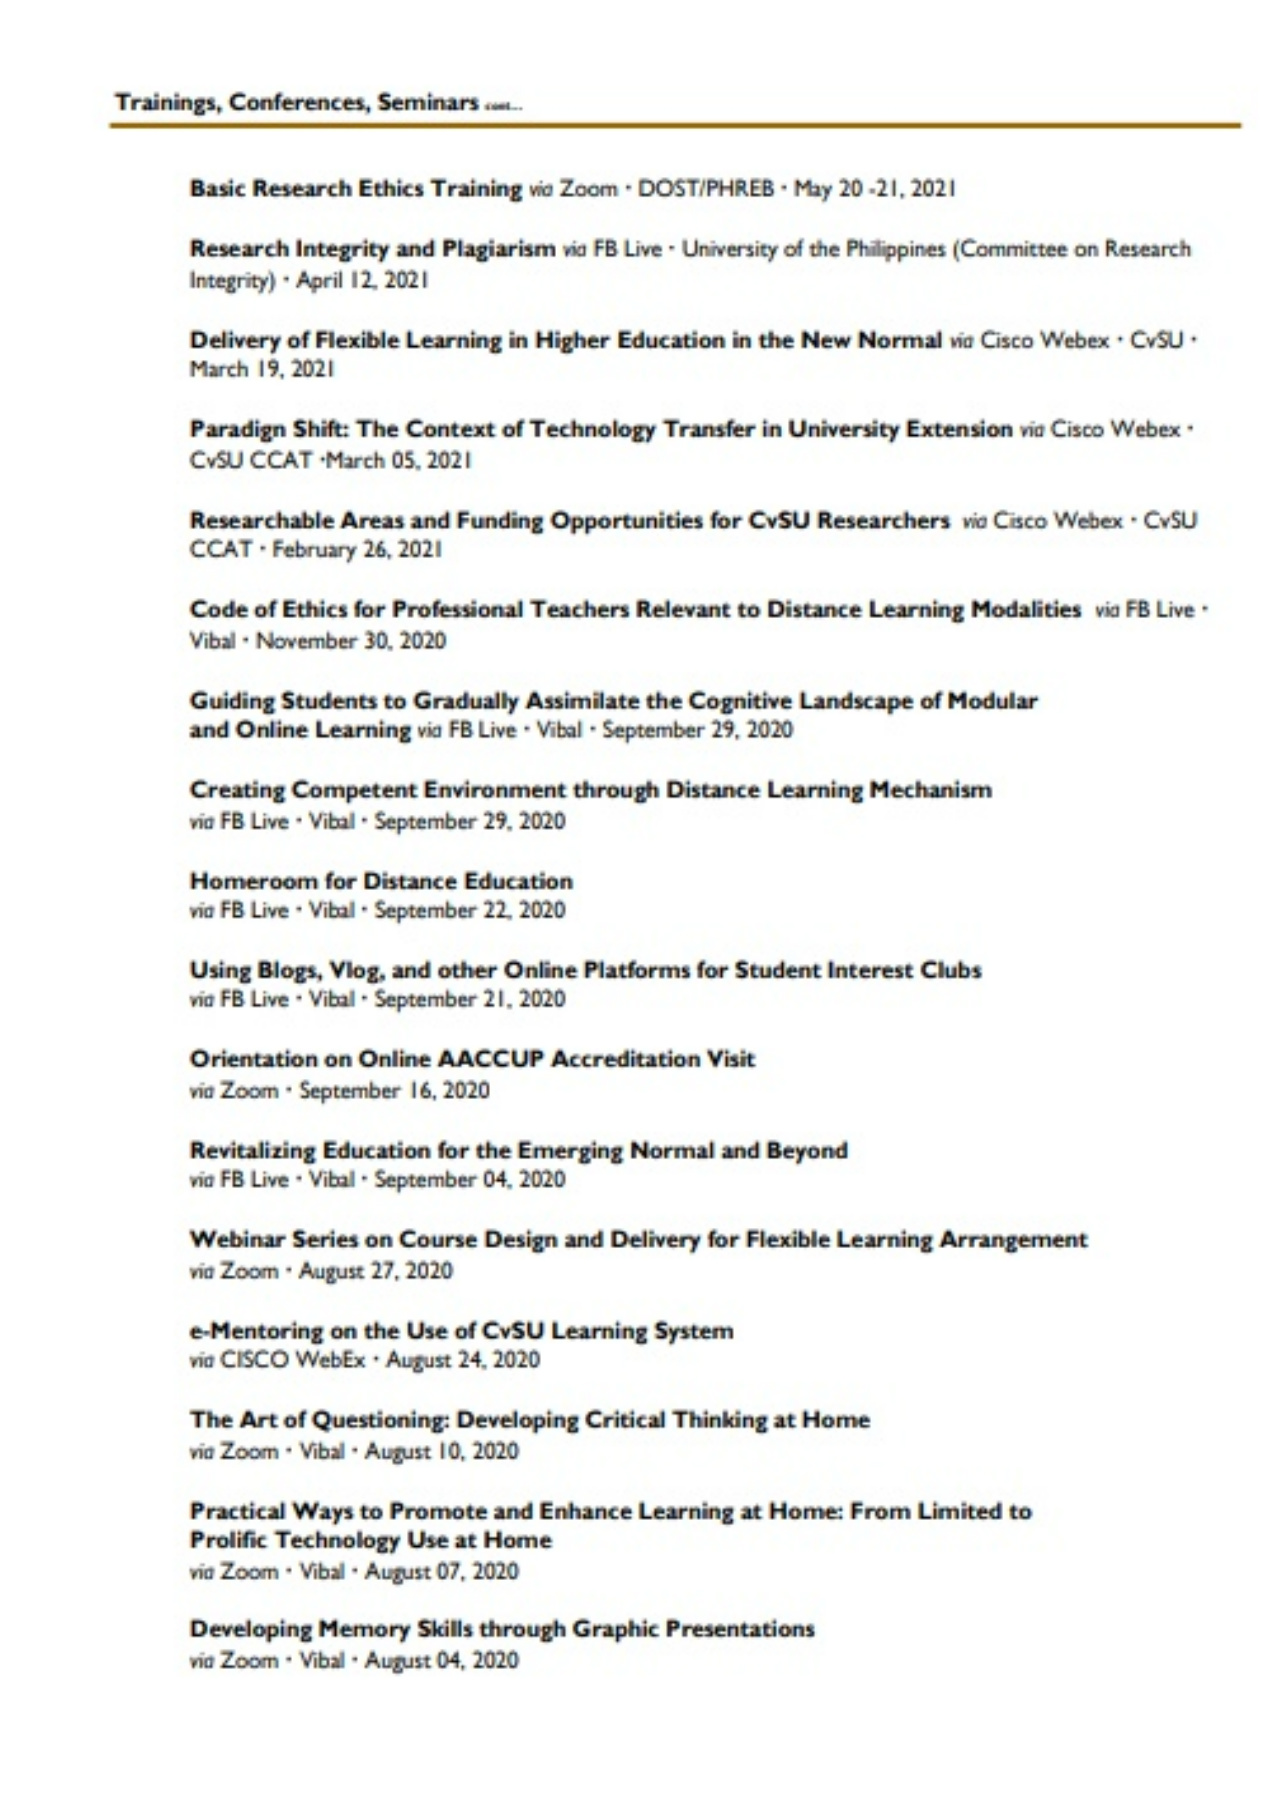 Trainings, Conferences, Seminars cont...
Basic Research Ethics Training via Zoom • DOST/PHREB • May 20 -21, 2021
Research Integrity and Plagiarism via FB Live • University of the Philippines (Committee on Research
Integrity) • April 12, 2021
Delivery of Flexible Learning in Higher Education in the New Normal via Cisco Webex • CvSU •
March 19, 2021
Paradign Shift: The Context of Technology Transfer in University Extension via Cisco Webex •
CvSU CCAT •March 05, 2021
Researchable Areas and Funding Opportunities for CvSU Researchers via Cisco Webex • CvSU
CCAT • February 26, 2021
Code of Ethics for Professional Teachers Relevant to Distance Learning Modalities via FB Live •
Vibal • November 30, 2020
Guiding Students to Gradually Assimilate the Cognitive Landscape of Modular
and Online Learning via FB Live • Vibal • September 29, 2020
Creating Competent Environment through Distance Learning Mechanism
via FB Live • Vibal • September 29, 2020
Homeroom for Distance Education
via FB Live • Vibal • September 22, 2020
Using Blogs, Vlog, and other Online Platforms for Student Interest Clubs
via FB Live • Vibal • September 21, 2020
Orientation on Online AACCUP Accreditation Visit
via Zoom • September 16, 2020
Revitalizing Education for the Emerging Normal and Beyond
via FB Live • Vibal • September 04, 2020
Webinar Series on Course Design and Delivery for Flexible Learning Arrangement
via Zoom • August 27, 2020
e-Mentoring on the Use of CvSU Learning System
via CISCO WebEx • August 24, 2020
The Art of Questioning: Developing Critical Thinking at Home
via Zoom • Vibal • August 10, 2020
Practical Ways to Promote and Enhance Learning at Home: From Limited to
Prolific Technology Use at Home
via Zoom • Vibal • August 07, 2020
Developing Memory Skills through Graphic Presentations
via Zoom • Vibal • August 04, 2020